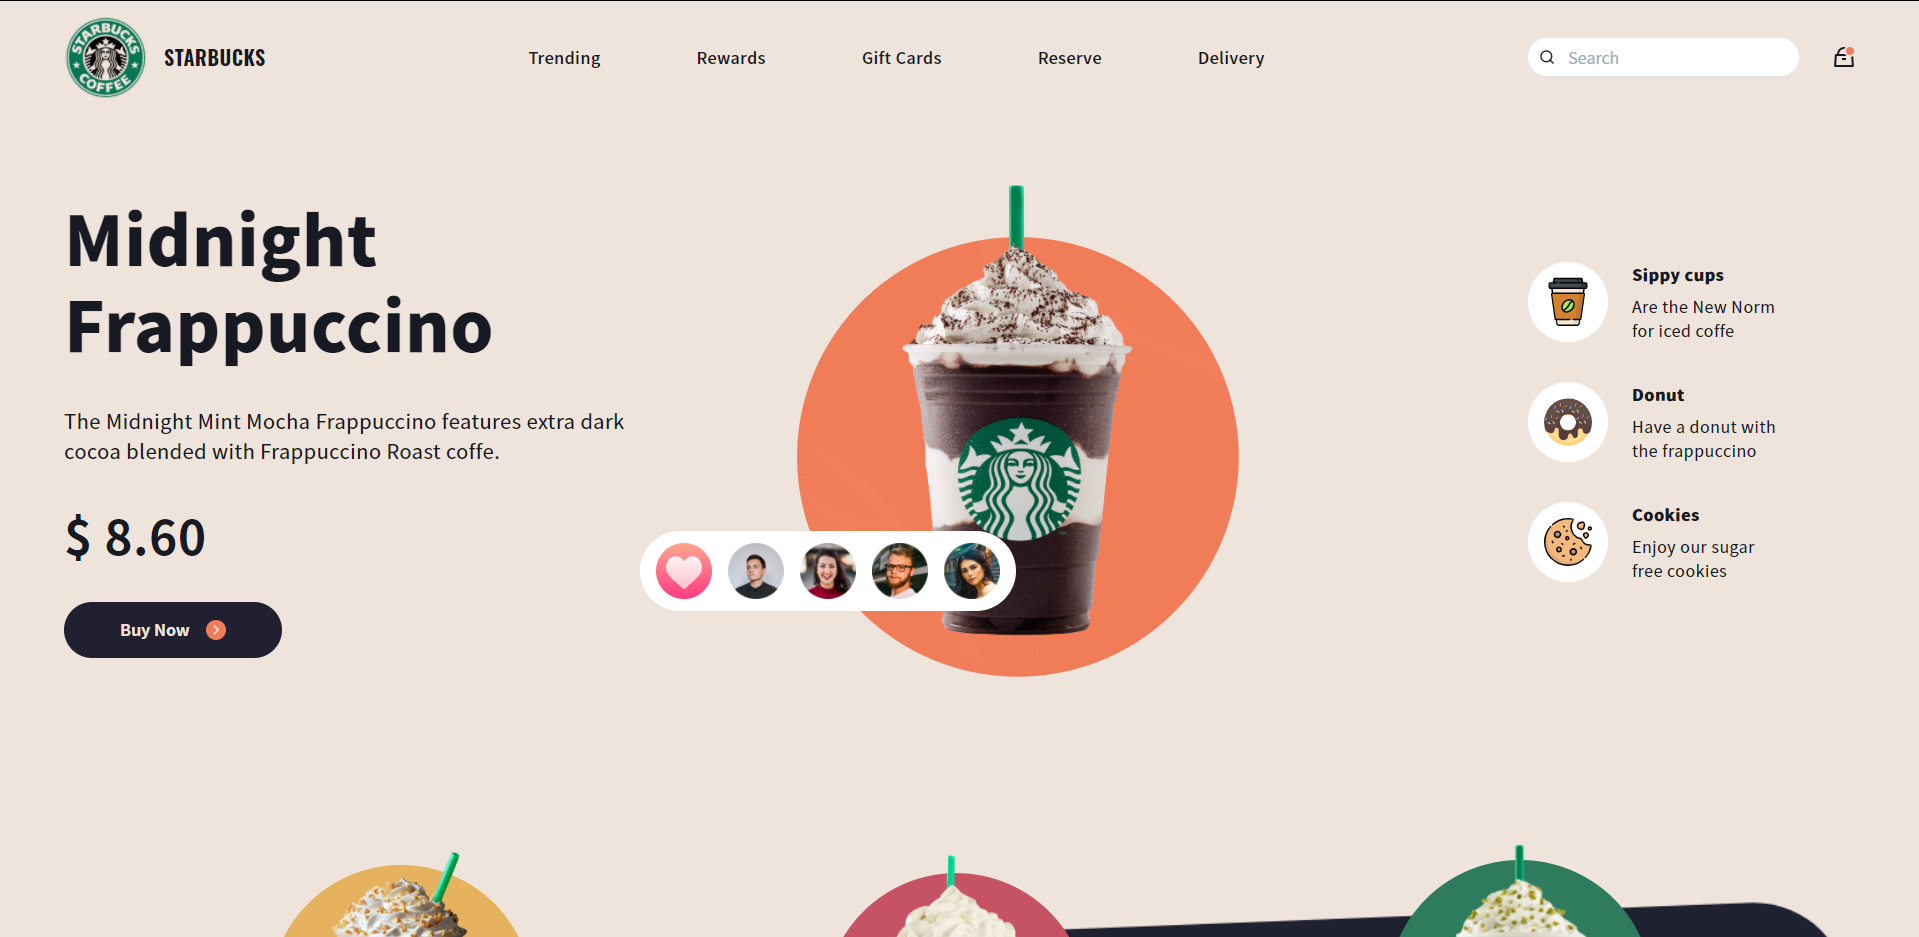 STARBUCKS
COFFEE
STARBUCKS
Trending
Rewards
Gift Cards
Reserve
Delivery
Search
Midnight
Frappuccino
The Midnight Mint Mocha Frappuccino features extra dark
cocoa blended with Frappuccino Roast coffe.
$ 8.60
Buy Now
Sippy cups
Are the New Norm
for iced coffe
Donut
Have a donut with
the frappuccino
Cookies
Enjoy our sugar
free cookies